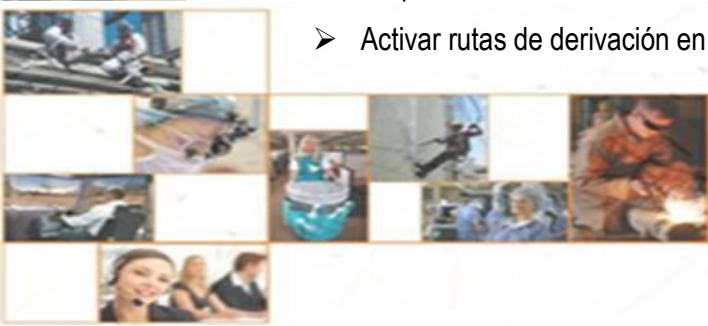 ➢ Activar rutas de derivación en